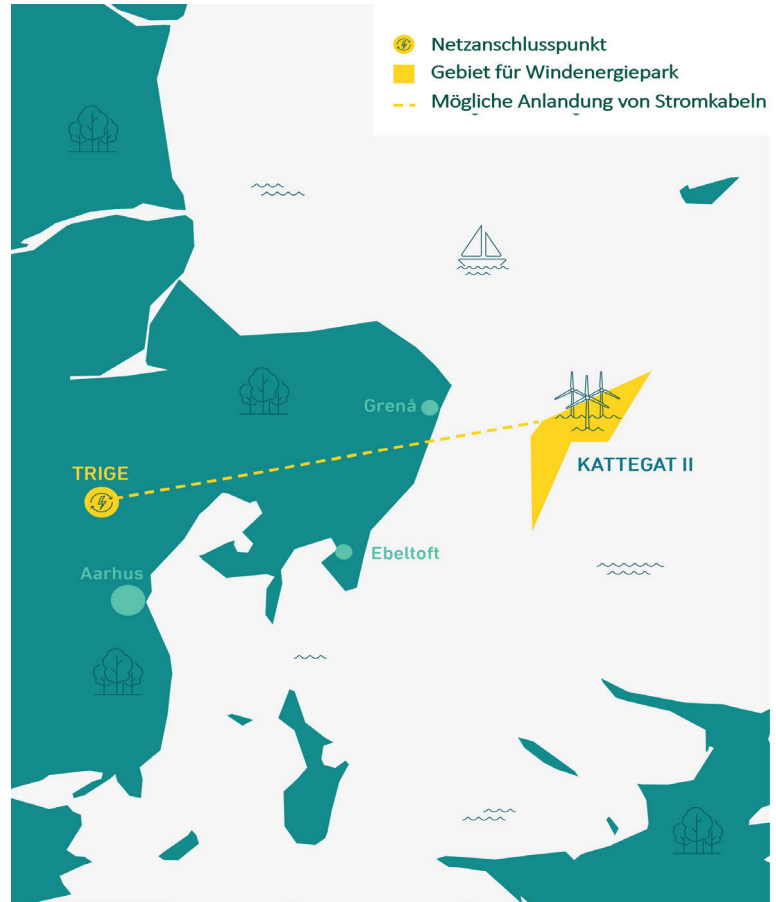 Netzanschlusspunkt
Gebiet für Windenergiepark
Mögliche Anlandung von Stromkabeln
Grenå
TRIGE
KATTEGAT II
Ebeltoft
Aarhus